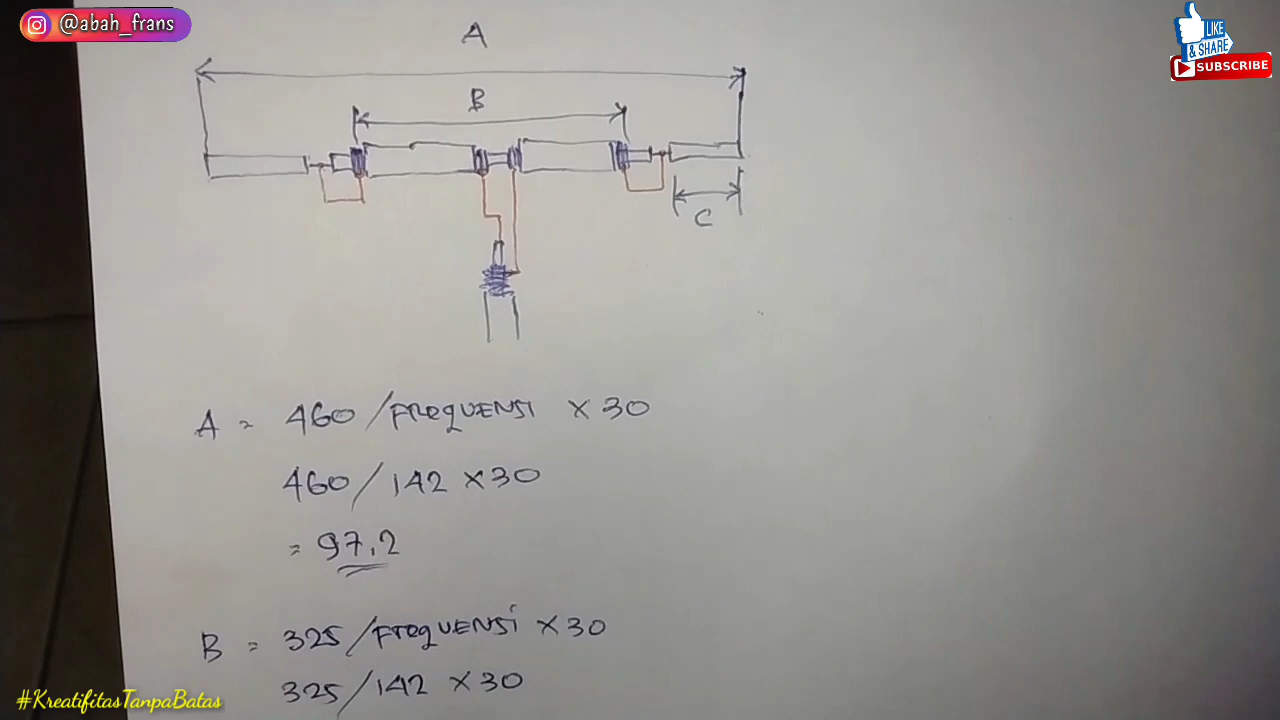 @abah_frans
LIKE
& SHARE
SUBSCRIBE
A
B
C
A = 460 / FREQUENSI × 30
460 / 142 × 30
= 97,2
B = 325 / FREQUENSI × 30
325 / 142 × 30
#KreatifitasTanpaBatas